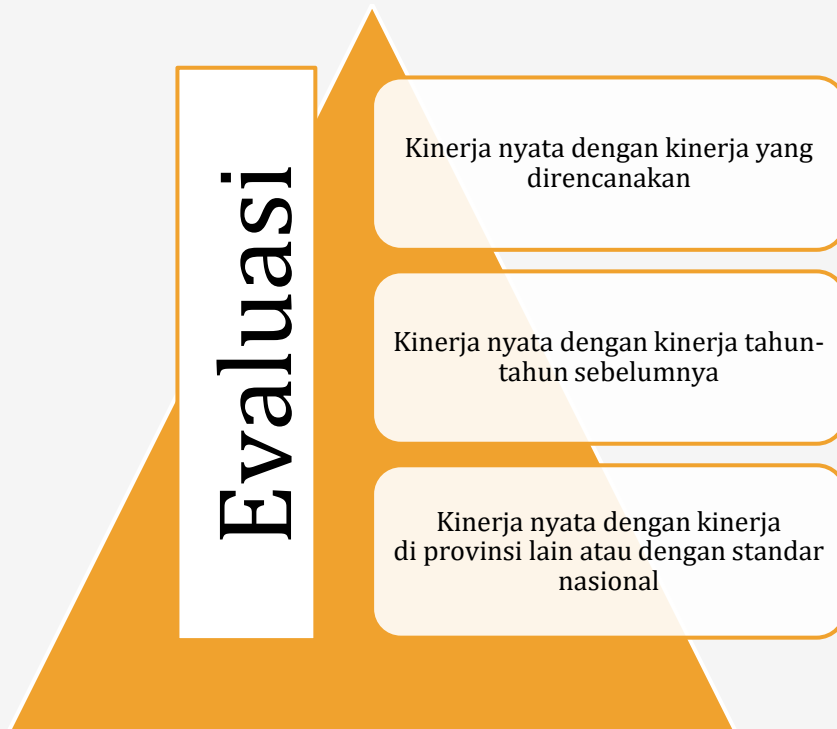 Evaluasi
Kinerja nyata dengan kinerja yang
direncanakan
Kinerja nyata dengan kinerja tahun-
tahun sebelumnya
Kinerja nyata dengan kinerja
di provinsi lain atau dengan standar
nasional